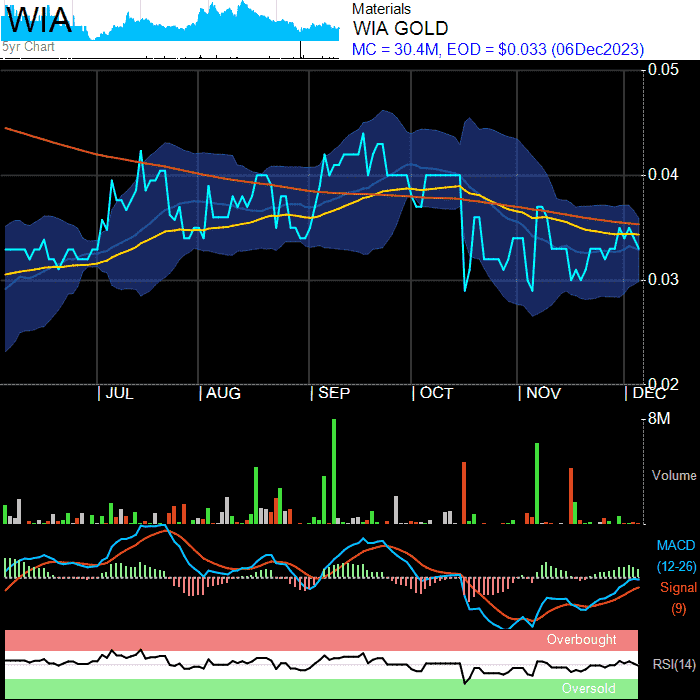 WIA
5yr Chart
Materials
WIA GOLD
MC = 30.4M, EOD = $0.033 (06Dec2023)
0.05
0.04
0.03
0.02
| JUL | AUG | SEP | OCT | NOV | DEC
8M
Volume
MACD
(12-26)
Signal
(9)
Overbought
RSI(14)
Oversold